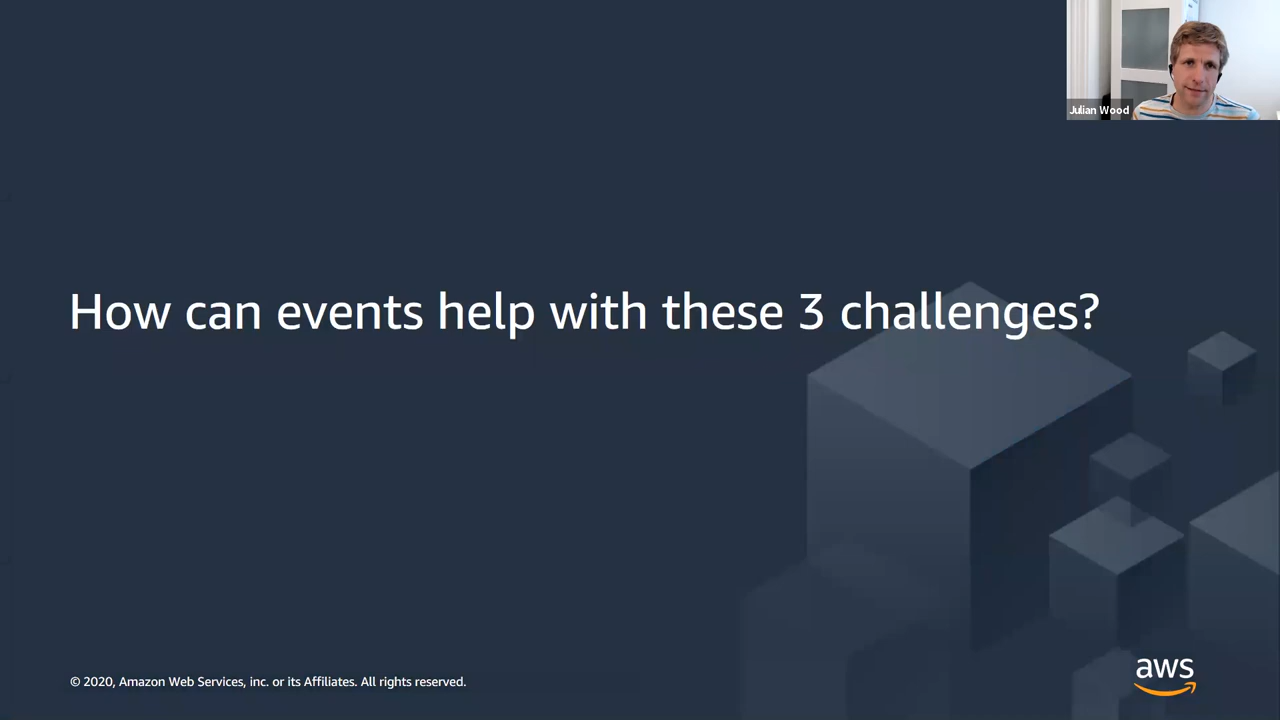 Julian Wood
How can events help with these 3 challenges?
© 2020, Amazon Web Services, inc. or its Affiliates. All rights reserved.
aws